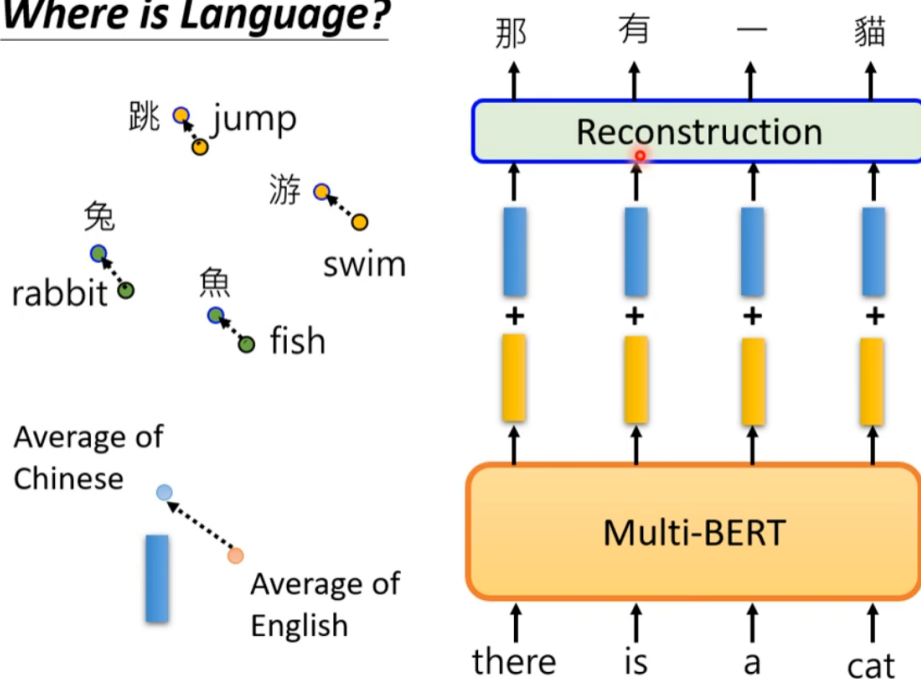 Where is Language?
跳 jump
游
swim
兔
rabbit
魚
fish
Average of
Chinese
Average of
English
那 有 一 貓
Reconstruction
+ + + +
Multi-BERT
there is a cat